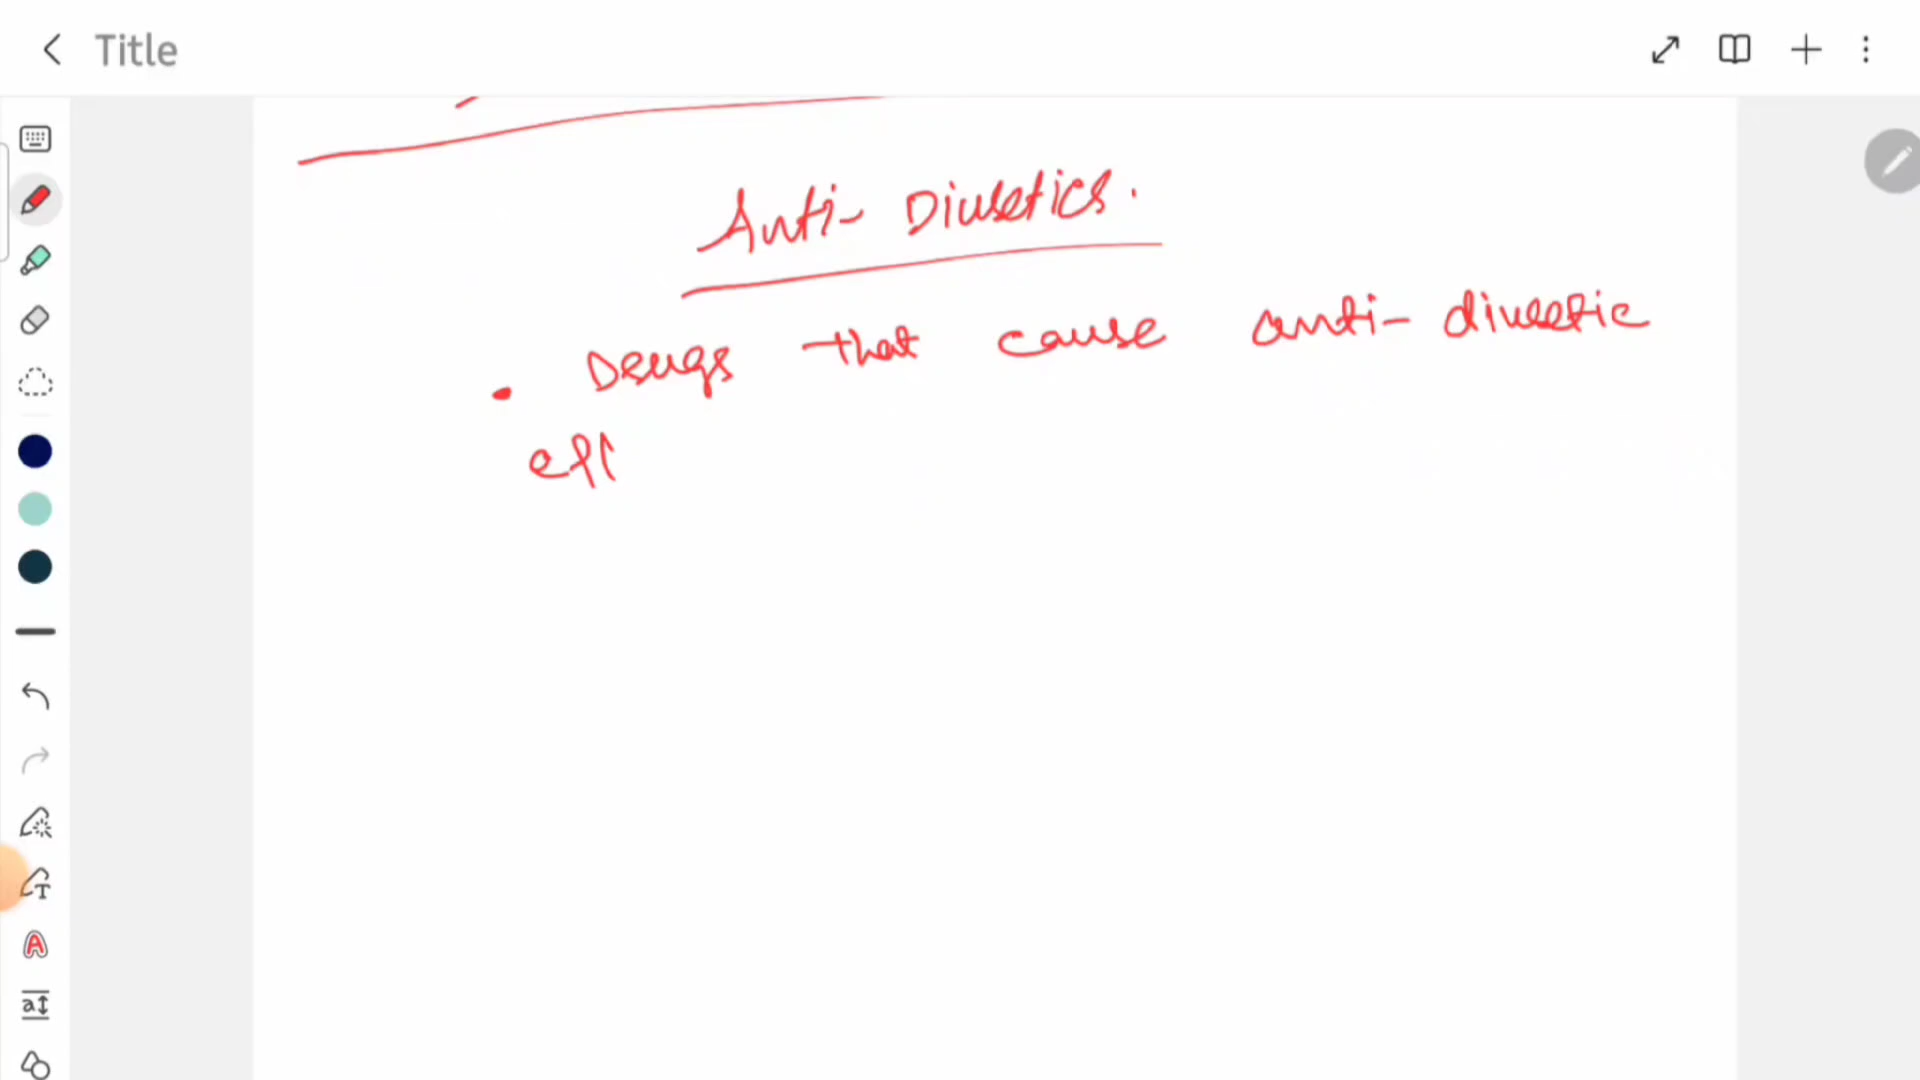 Title
Anti-Diuretics.
• Drugs that cause anti-diuretic
eff